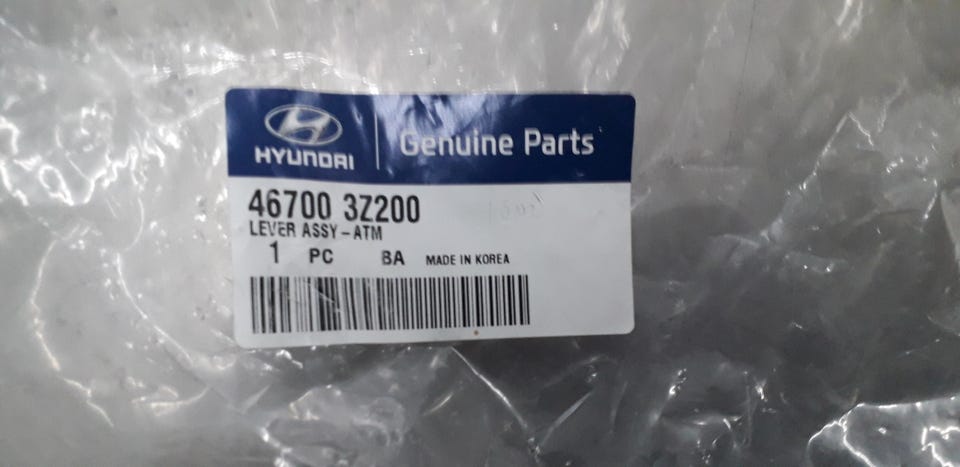 HYUNDAI
Genuine Parts
46700 3Z200
LEVER ASSY-ATM
1 PC BA MADE IN KOREA